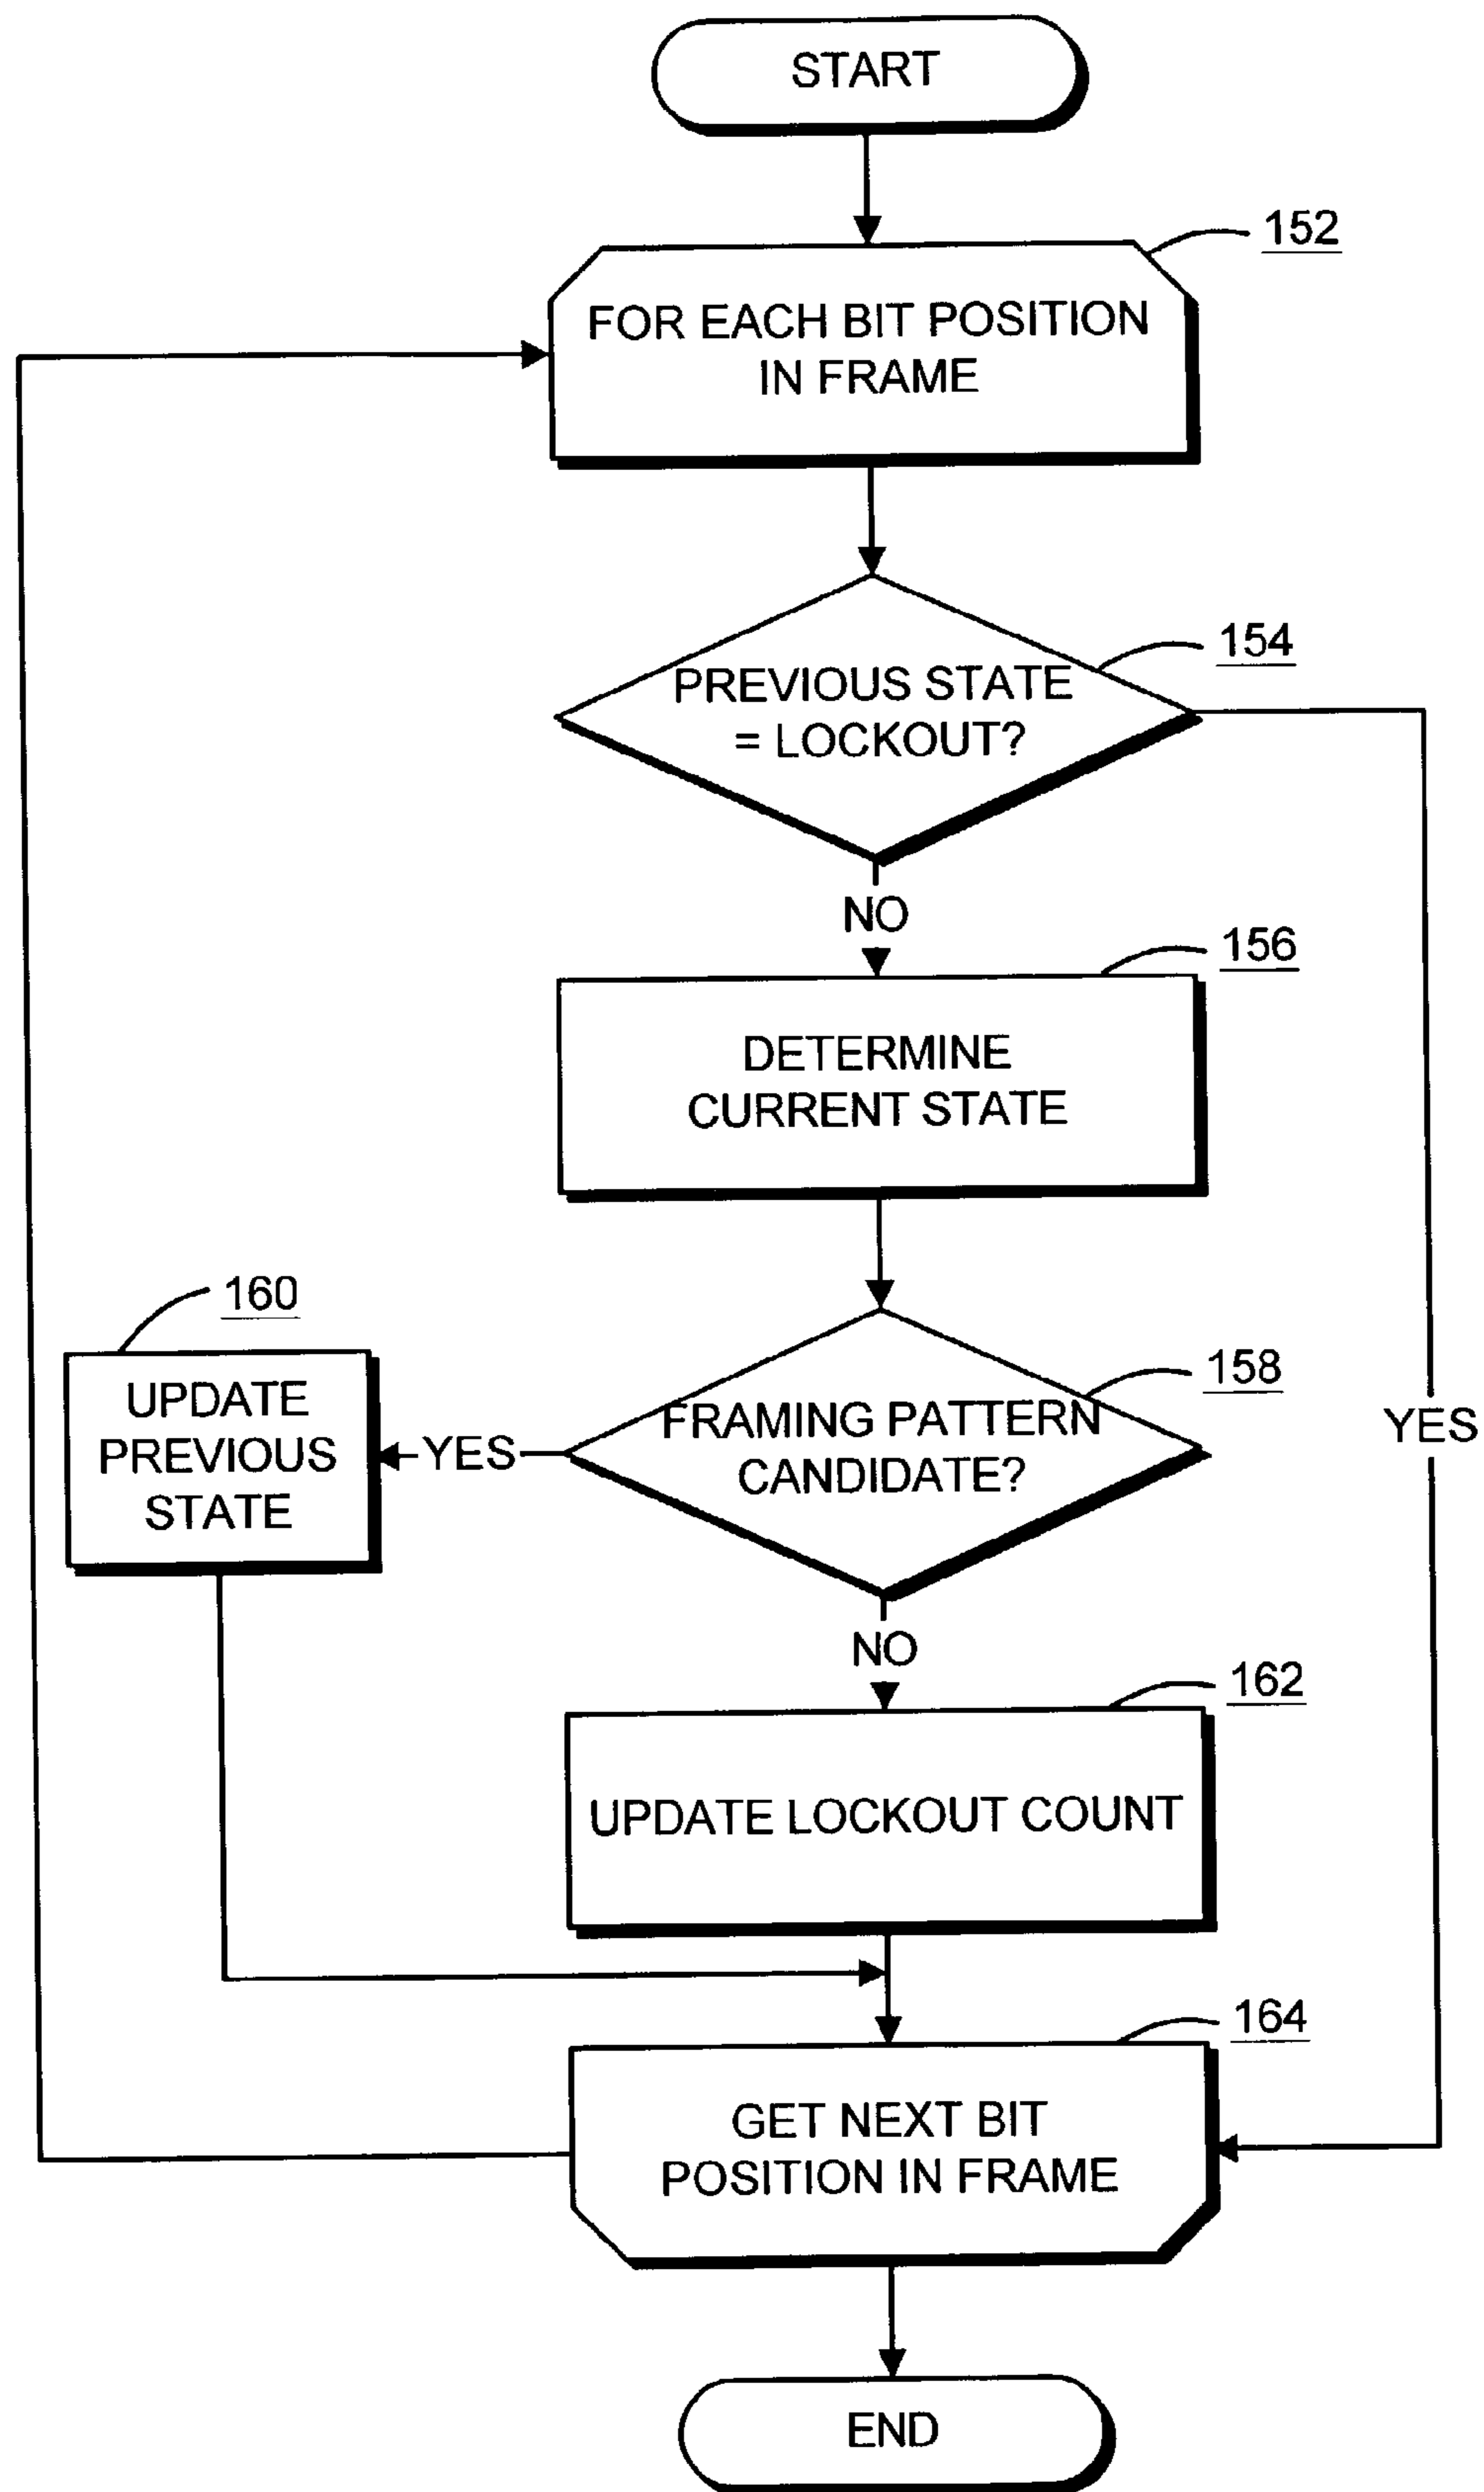 START
152
FOR EACH BIT POSITION
IN FRAME
154
PREVIOUS STATE
= LOCKOUT?
NO
156
DETERMINE
CURRENT STATE
160
UPDATE
PREVIOUS
STATE
YES
158
FRAMING PATTERN
CANDIDATE?
YES
NO
162
UPDATE LOCKOUT COUNT
164
GET NEXT BIT
POSITION IN FRAME
END